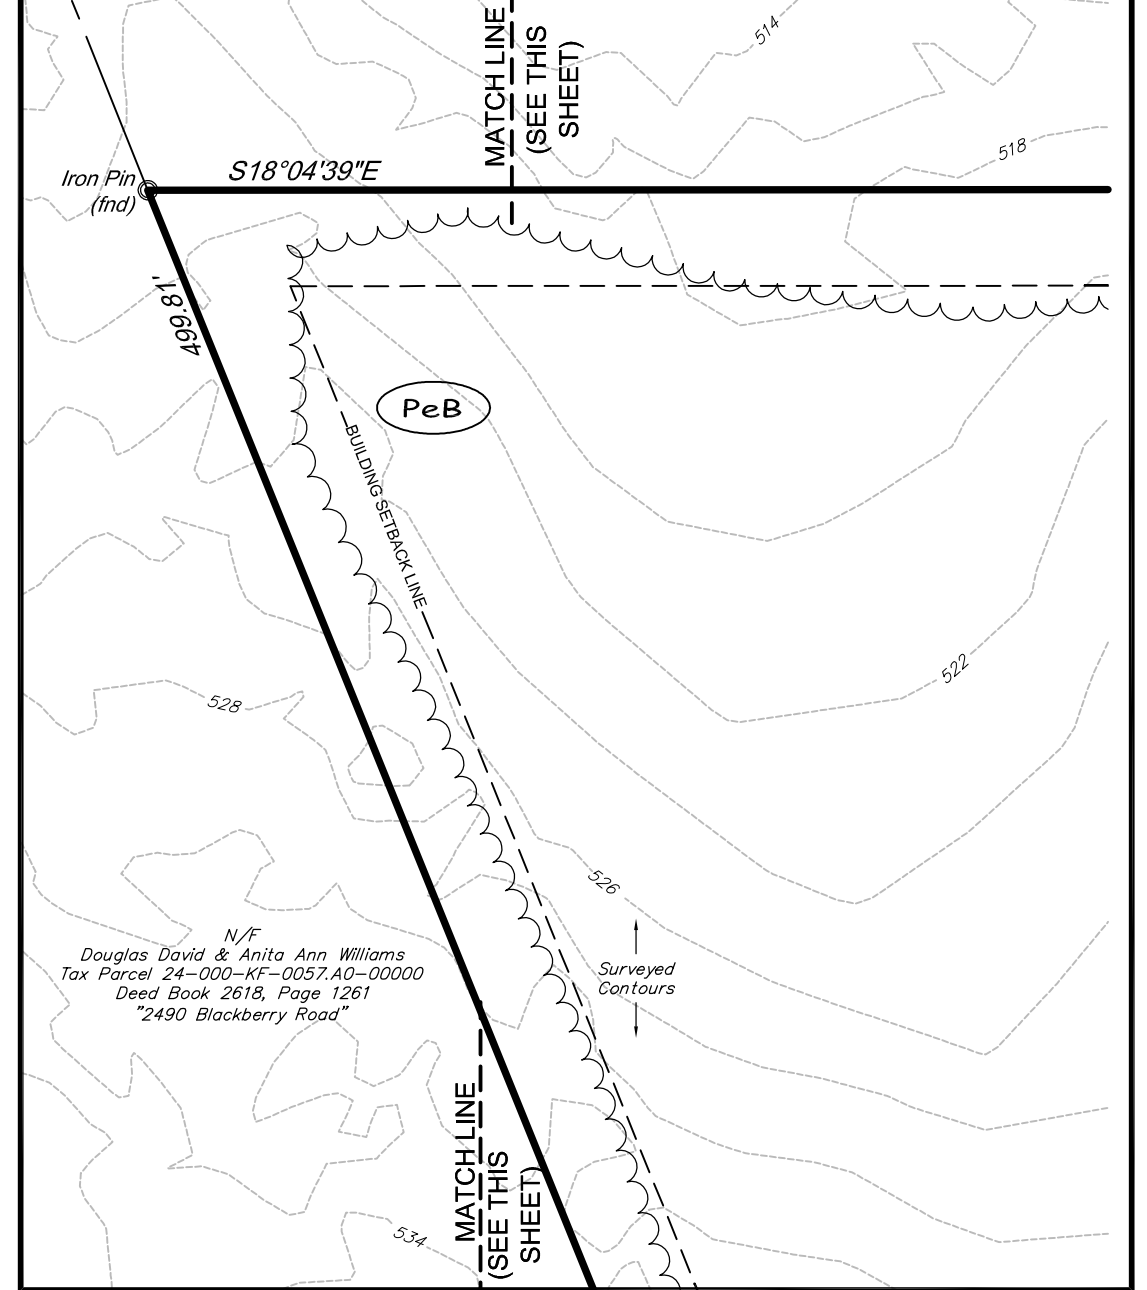 514
MATCH LINE
(SEE THIS
SHEET)
518
S18°04'39"E
Iron Pin
(fnd)
499.81'
PeB
BUILDING SETBACK LINE
522
528
526
N/F
Douglas David & Anita Ann Williams
Tax Parcel 24-000-KF-0057.A0-00000
Deed Book 2618, Page 1261
"2490 Blackberry Road"
Surveyed
Contours
MATCH LINE
(SEE THIS
SHEET)
534